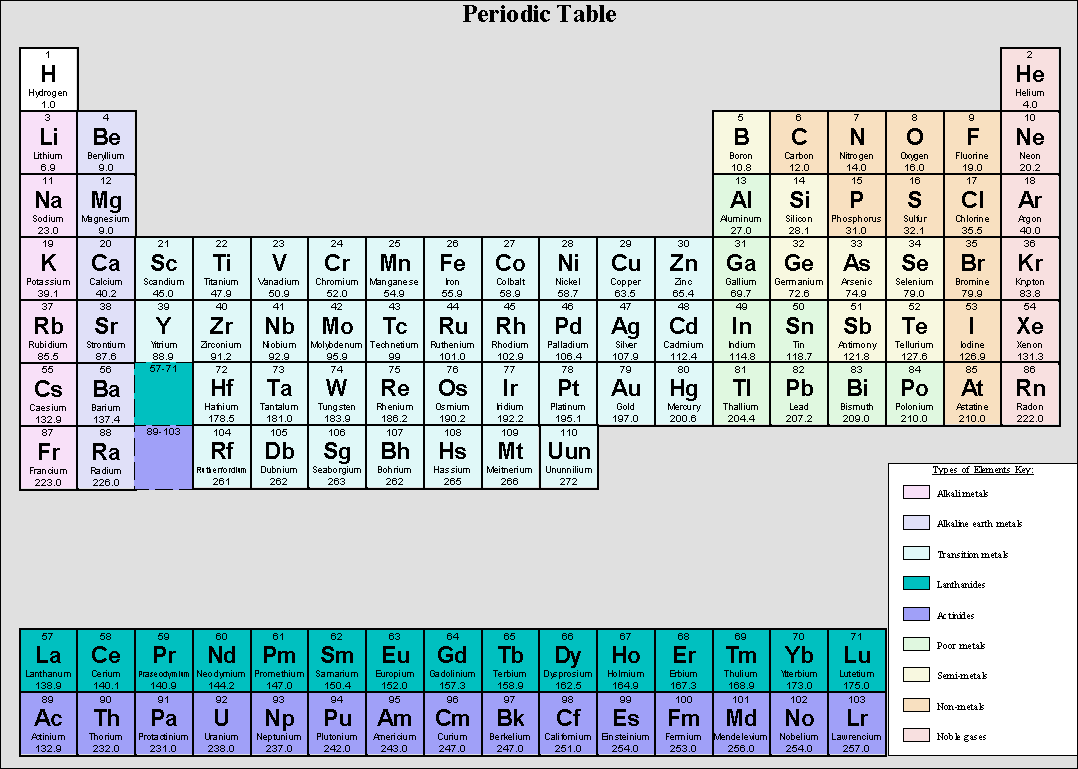 Periodic Table
1 2
H He
Hydrogen Helium
1.0 4.0
3 4 5 6 7 8 9 10
Li Be B C N O F Ne
Lithium Beryllium Boron Carbon Nitrogen Oxygen Fluorine Neon
6.9 9.0 10.8 12.0 14.0 16.0 19.0 20.2
11 12 13 14 15 16 17 18
Na Mg Al Si P S Cl Ar
Sodium Magnesium Aluminum Silicon Phosphorus Sulfur Chlorine Argon
23.0 9.0 27.0 28.1 31.0 32.1 35.5 40.0
19 20 21 22 23 24 25 26 27 28 29 30 31 32 33 34 35 36
K Ca Sc Ti V Cr Mn Fe Co Ni Cu Zn Ga Ge As Se Br Kr
Potassium Calcium Scandium Titanium Vanadium Chromium Manganese Iron Colbalt Nickel Copper Zinc Gallium Germanium Arsenic Selenium Bromine Krypton
39.1 40.2 45.0 47.9 50.9 52.0 54.9 55.9 58.9 58.7 63.5 65.4 69.7 72.6 74.9 79.0 79.9 83.8
37 38 39 40 41 42 43 44 45 46 47 48 49 50 51 52 53 54
Rb Sr Y Zr Nb Mo Tc Ru Rh Pd Ag Cd In Sn Sb Te I Xe
Rubidium Strontium Yttrium Zirconium Niobium Molybdenum Technetium Ruthenium Rhodium Palladium Silver Cadmium Indium Tin Antimony Tellurium Iodine Xenon
85.5 87.6 88.9 91.2 92.9 95.9 99 101.0 102.9 106.4 107.9 112.4 114.8 118.7 121.8 127.6 126.9 131.3
55 56 57-71 72 73 74 75 76 77 78 79 80 81 82 83 84 85 86
Cs Ba Hf Ta W Re Os Ir Pt Au Hg Tl Pb Bi Po At Rn
Caesium Barium Hafnium Tantalum Tungsten Rhenium Osmium Iridium Platinum Gold Mercury Thallium Lead Bismuth Polonium Astatine Radon
132.9 137.4 178.5 181.0 183.9 186.2 190.2 192.2 195.1 197.0 200.6 204.4 207.2 209.0 210.0 210.0 222.0
87 88 89-103 104 105 106 107 108 109 110
Fr Ra Rf Db Sg Bh Hs Mt Uun
Francium Radium Rutherfordium Dubnium Seaborgium Bohrium Hassium Meitnerium Ununnilium
223.0 226.0 261 262 263 262 265 266 272
Types of Elements Key:
Alkali metals
Alkaline earth metals
Transition metals
Lanthanides
Actinides
Poor metals
Semi-metals
Non-metals
Noble gases
57 58 59 60 61 62 63 64 65 66 67 68 69 70 71
La Ce Pr Nd Pm Sm Eu Gd Tb Dy Ho Er Tm Yb Lu
Lanthanum Cerium Praseodymium Neodymium Promethium Samarium Europium Gadolinium Terbium Dysprosium Holmium Erbium Thulium Ytterbium Lutetium
138.9 140.1 140.9 144.2 147.0 150.4 152.0 157.3 158.9 162.5 164.9 167.3 168.9 173.0 175.0
89 90 91 92 93 94 95 96 97 98 99 100 101 102 103
Ac Th Pa U Np Pu Am Cm Bk Cf Es Fm Md No Lr
Actinium Thorium Protactinium Uranium Neptunium Plutonium Americium Curium Berkelium Californium Einsteinium Fermium Mendelevium Nobelium Lawrencium
132.9 232.0 231.0 238.0 237.0 242.0 243.0 247.0 247.0 251.0 254.0 253.0 256.0 254.0 257.0